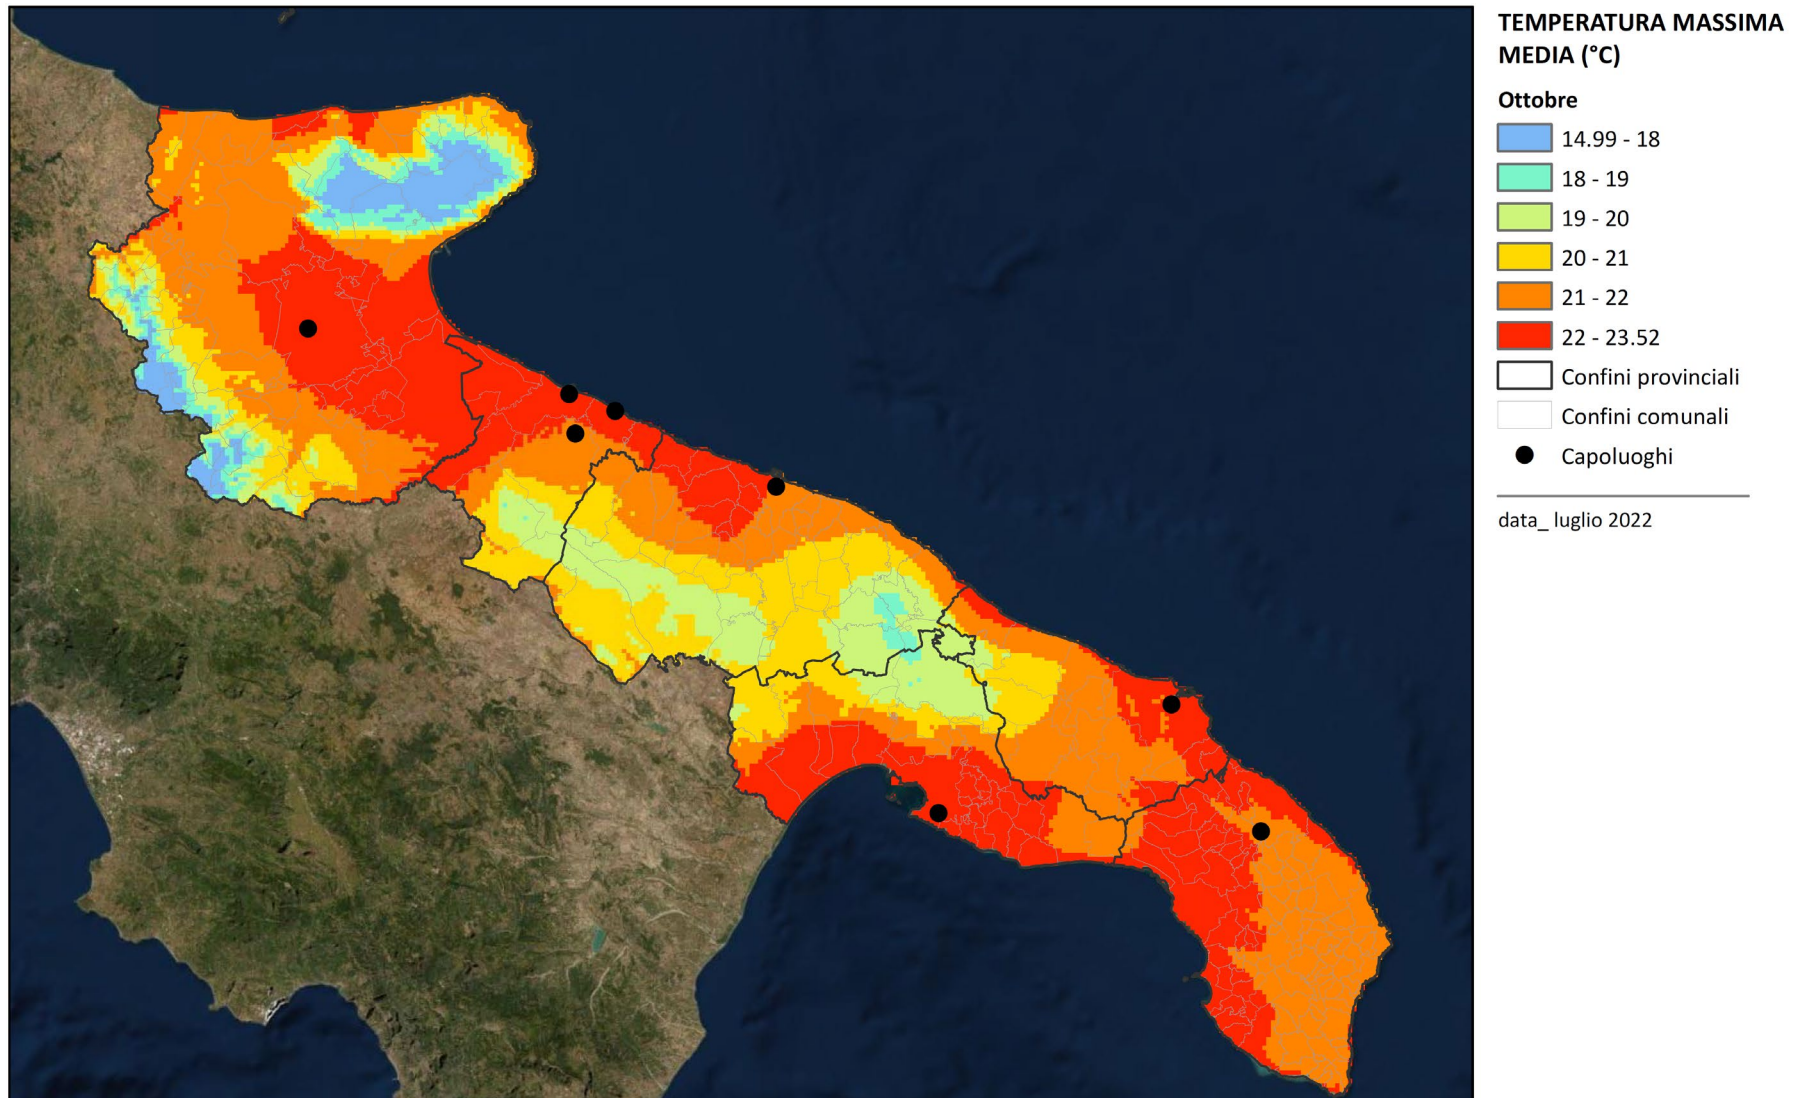 TEMPERATURA MASSIMA
MEDIA (°C)
Ottobre
14.99 - 18
18 - 19
19 - 20
20 - 21
21 - 22
22 - 23.52
Confini provinciali
Confini comunali
Capoluoghi
data_ luglio 2022